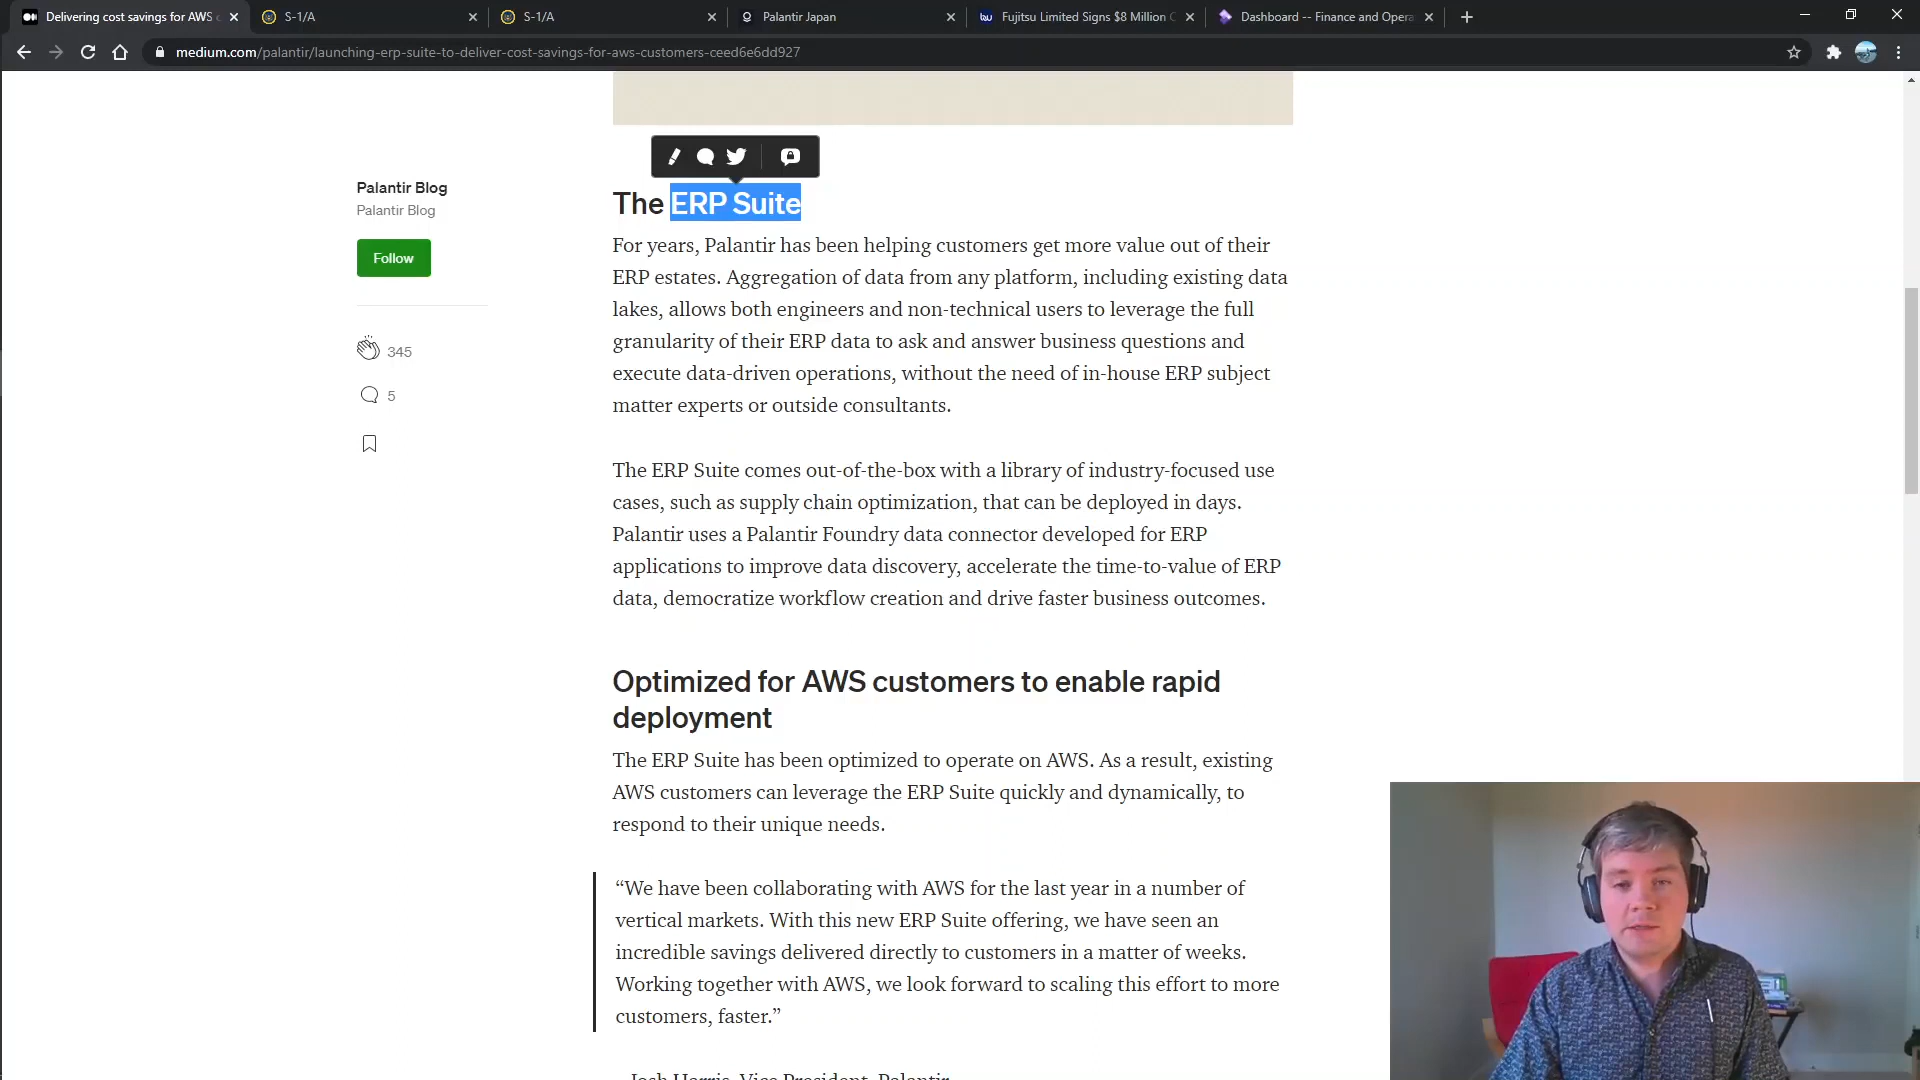 Delivering cost savings for AWS c
S-1/A
S-1/A
Palantir Japan
Fujitsu Limited Signs $8 Million C
Dashboard -- Finance and Opera
medium.com/palantir/launching-erp-suite-to-deliver-cost-savings-for-aws-customers-ceed6e6dd927
Palantir Blog
Palantir Blog
Follow
345
5
The ERP Suite
For years, Palantir has been helping customers get more value out of their
ERP estates. Aggregation of data from any platform, including existing data
lakes, allows both engineers and non-technical users to leverage the full
granularity of their ERP data to ask and answer business questions and
execute data-driven operations, without the need of in-house ERP subject
matter experts or outside consultants.
The ERP Suite comes out-of-the-box with a library of industry-focused use
cases, such as supply chain optimization, that can be deployed in days.
Palantir uses a Palantir Foundry data connector developed for ERP
applications to improve data discovery, accelerate the time-to-value of ERP
data, democratize workflow creation and drive faster business outcomes.
Optimized for AWS customers to enable rapid
deployment
The ERP Suite has been optimized to operate on AWS. As a result, existing
AWS customers can leverage the ERP Suite quickly and dynamically, to
respond to their unique needs.
“We have been collaborating with AWS for the last year in a number of
vertical markets. With this new ERP Suite offering, we have seen an
incredible savings delivered directly to customers in a matter of weeks.
Working together with AWS, we look forward to scaling this effort to more
customers, faster.”
Josh Harris, Vice President, Palantir